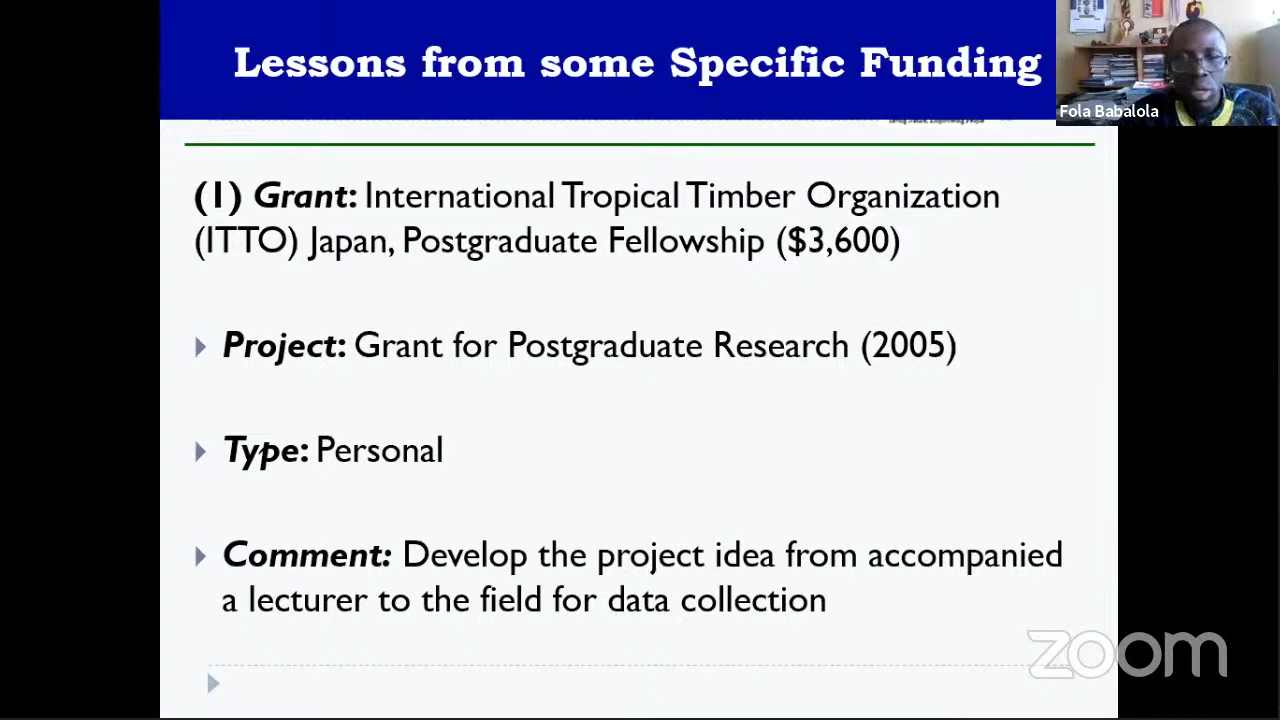 Lessons from some Specific Funding
Fola Babalola
(1) Grant: International Tropical Timber Organization
(ITTO) Japan, Postgraduate Fellowship ($3,600)
Project: Grant for Postgraduate Research (2005)
Type: Personal
Comment: Develop the project idea from accompanied
a lecturer to the field for data collection
zoom